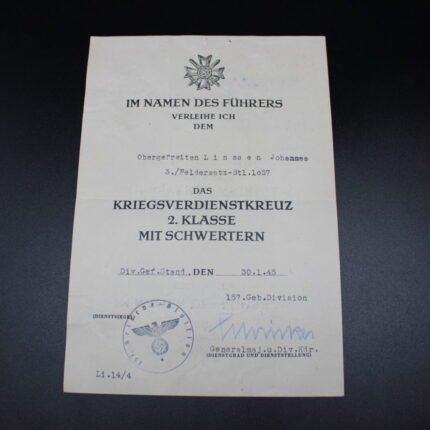 IM NAMEN DES FÜHRERS
VERLEIHE ICH
DEM
Obergefreiten Linssen Johannes
3./Feldersatz-Btl.1057
DAS
KRIEGSVERDIENSTKREUZ
2. KLASSE
MIT SCHWERTERN
Div.Gef.Stand, DEN 30.1.45
157.Geb.Division
(DIENSTSIEGEL)
Generalmaj.u.Div.Kdr.
(DIENSTGRAD UND DIENSTSTELLUNG)
Li.14/4